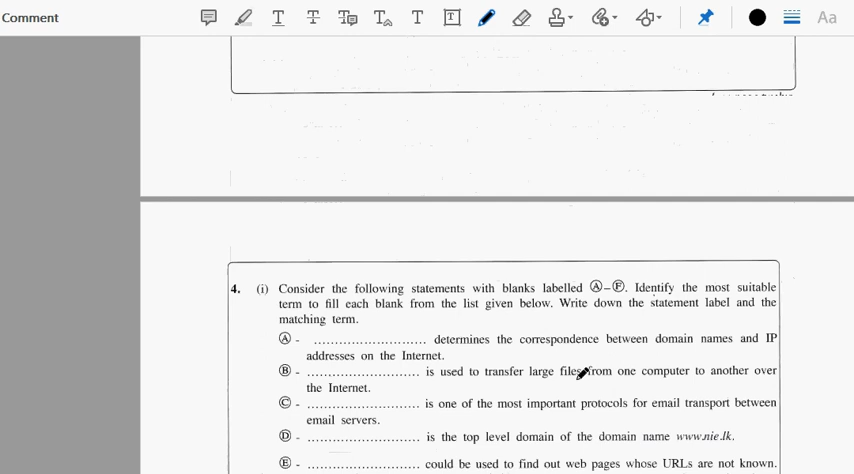 Comment
T T T T T T Aa
4. (i) Consider the following statements with blanks labelled Ⓐ–Ⓕ. Identify the most suitable
term to fill each blank from the list given below. Write down the statement label and the
matching term.
Ⓐ - ........................... determines the correspondence between domain names and IP
addresses on the Internet.
Ⓑ - ........................... is used to transfer large files from one computer to another over
the Internet.
Ⓒ - ........................... is one of the most important protocols for email transport between
email servers.
Ⓓ - ........................... is the top level domain of the domain name www.nie.lk.
Ⓔ - ........................... could be used to find out web pages whose URLs are not known.